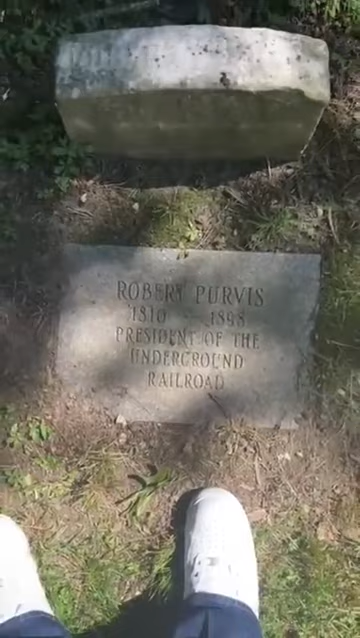 ROBERT PURVIS
1810 - 1898
PRESIDENT OF THE
UNDERGROUND
RAILROAD